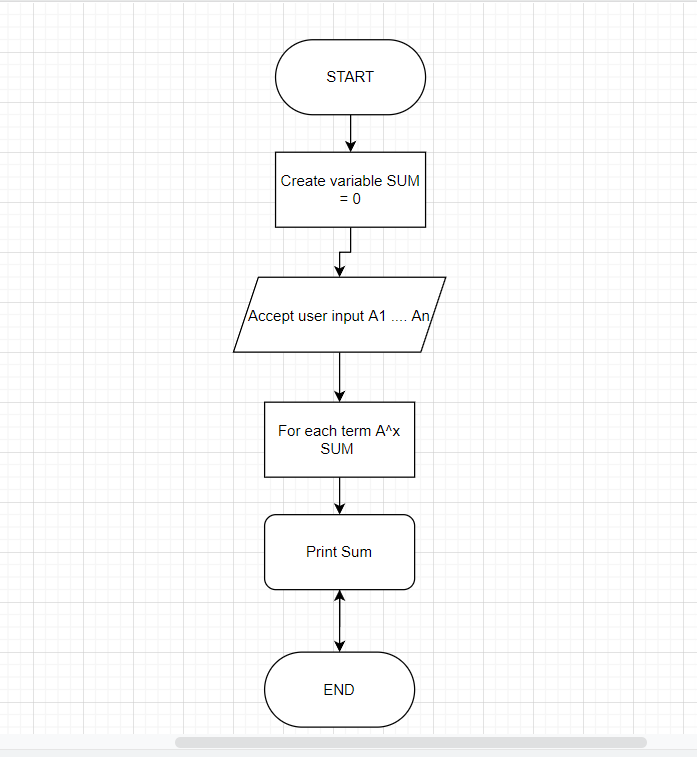 START
Create variable SUM
= 0
Accept user input A1 .... An
For each term A^x
SUM
Print Sum
END